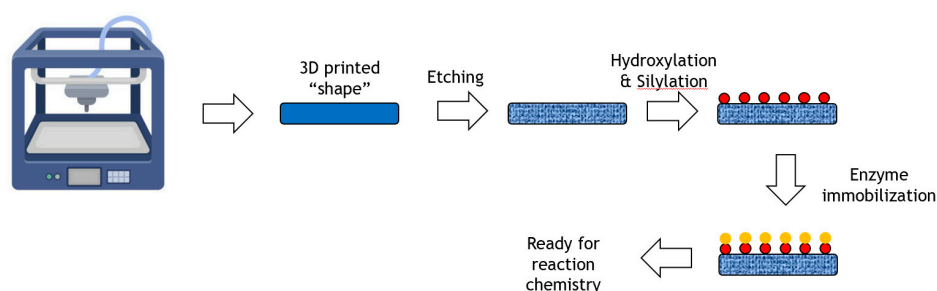 3D printed
“shape”
Etching
Hydroxylation
& Silylation
Enzyme
immobilization
Ready for
reaction
chemistry